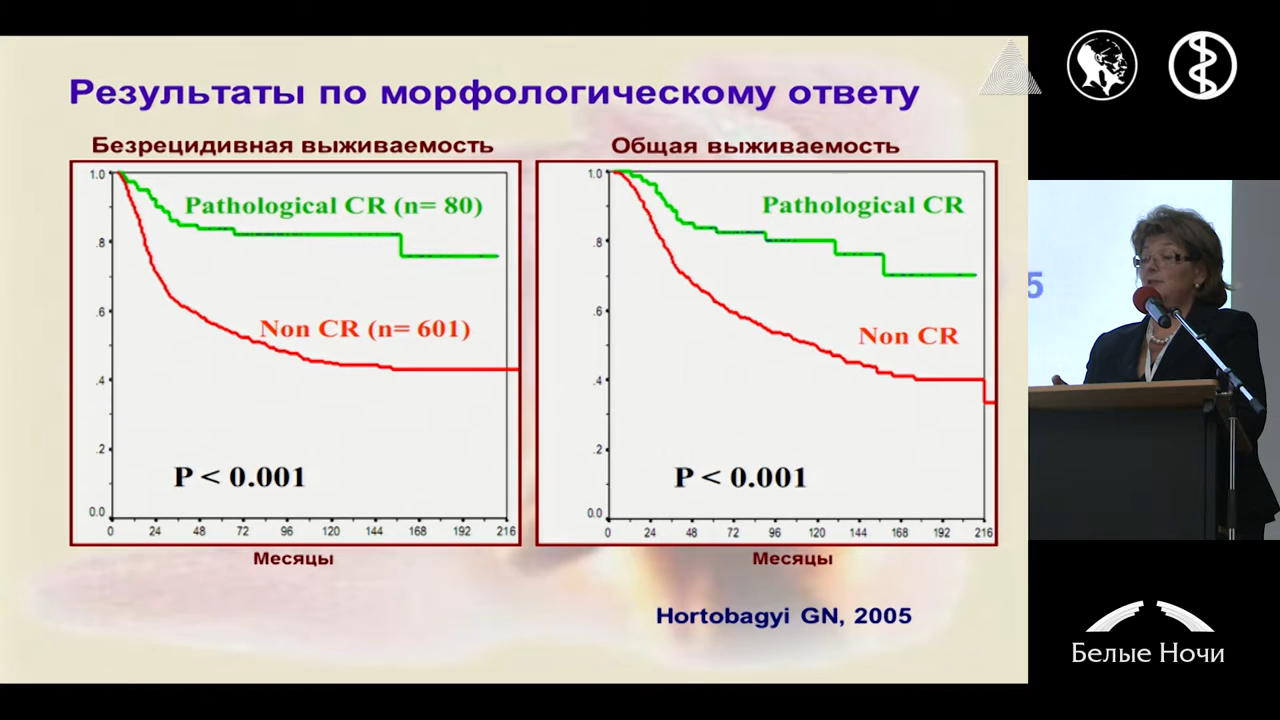 Результаты по морфологическому ответу
Безрецидивная выживаемость
1.0
.8
.6
.4
.2
0.0
Pathological CR (n= 80)
Non CR (n= 601)
P < 0.001
0 24 48 72 96 120 144 168 192 216
Месяцы
Общая выживаемость
1.0
.8
.6
.4
.2
0.0
Pathological CR
Non CR
P < 0.001
0 24 48 72 96 120 144 168 192 216
Месяцы
Hortobagyi GN, 2005
5
Белые Ночи